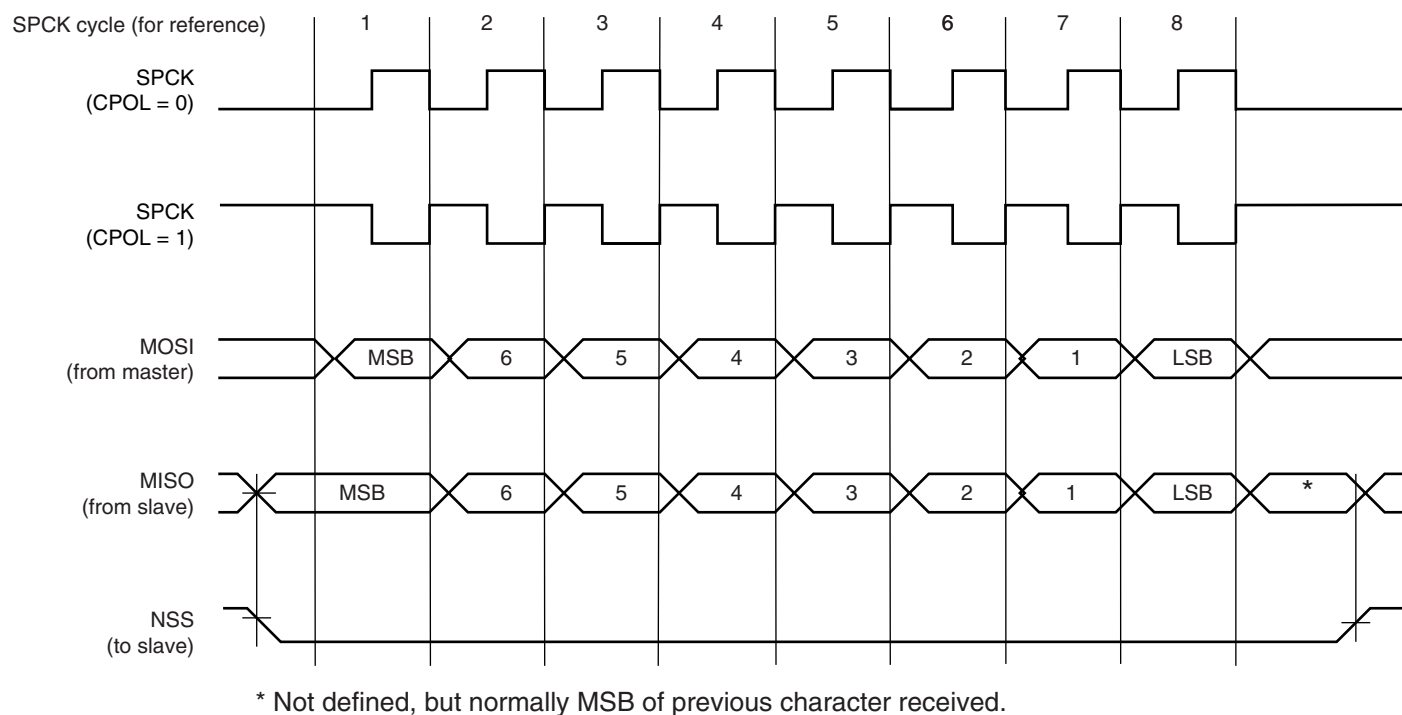 SPCK cycle (for reference) 1 2 3 4 5 6 7 8
SPCK
(CPOL = 0)
SPCK
(CPOL = 1)
MOSI
(from master)
MSB 6 5 4 3 2 1 LSB
MISO
(from slave)
MSB 6 5 4 3 2 1 LSB *
NSS
(to slave)
* Not defined, but normally MSB of previous character received.